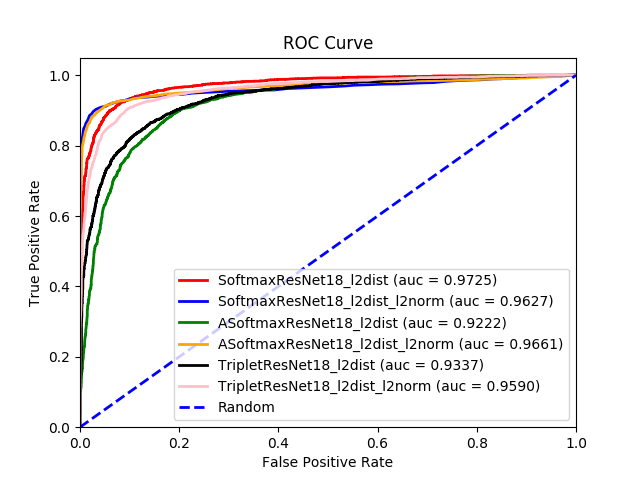 ROC Curve
1.0
0.8
0.6
0.4
0.2
0.0
True Positive Rate
SoftmaxResNet18_l2dist (auc = 0.9725)
SoftmaxResNet18_l2dist_l2norm (auc = 0.9627)
ASoftmaxResNet18_l2dist (auc = 0.9222)
ASoftmaxResNet18_l2dist_l2norm (auc = 0.9661)
TripletResNet18_l2dist (auc = 0.9337)
TripletResNet18_l2dist_l2norm (auc = 0.9590)
Random
0.0 0.2 0.4 0.6 0.8 1.0
False Positive Rate